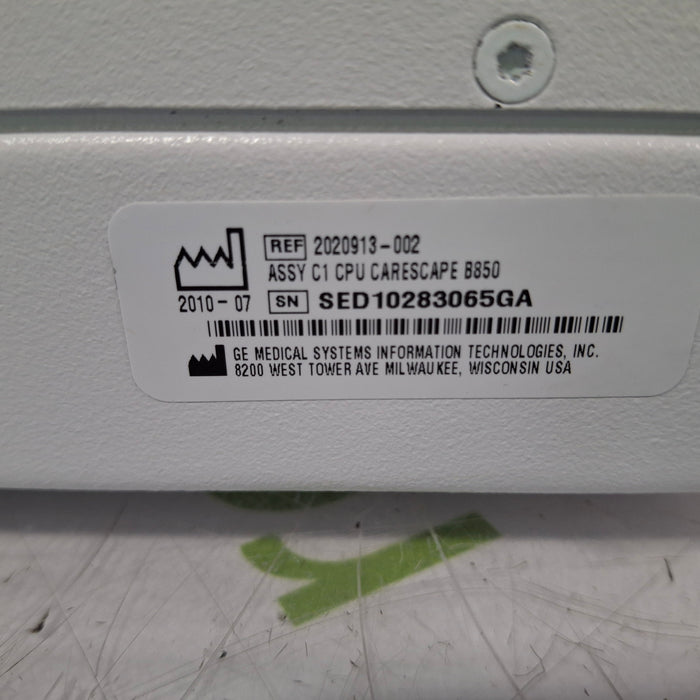 REF 2020913-002
ASSY C1 CPU CARESCAPE B850
2010-07 SN SED10283065GA
GE MEDICAL SYSTEMS INFORMATION TECHNOLOGIES, INC.
8200 WEST TOWER AVE MILWAUKEE, WISCONSIN USA